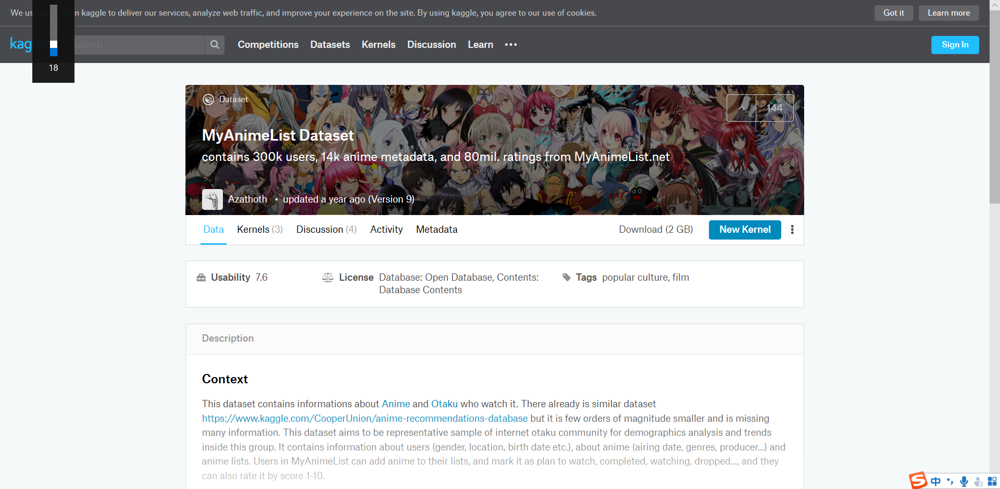 We use cookies on kaggle to deliver our services, analyze web traffic, and improve your experience on the site. By using kaggle, you agree to our use of cookies.
Got it
Learn more
kaggle
Search
Competitions
Datasets
Kernels
Discussion
Learn
Sign In
18
Dataset
144
MyAnimeList Dataset
contains 300k users, 14k anime metadata, and 80mil. ratings from MyAnimeList.net
Azathoth • updated a year ago (Version 9)
Data
Kernels (3)
Discussion (4)
Activity
Metadata
Download (2 GB)
New Kernel
Usability 7.6
License Database: Open Database, Contents:
Database Contents
Tags popular culture, film
Description
Context
This dataset contains informations about Anime and Otaku who watch it. There already is similar dataset
https://www.kaggle.com/CooperUnion/anime-recommendations-database but it is few orders of magnitude smaller and is missing
many information. This dataset aims to be representative sample of internet otaku community for demographics analysis and trends
inside this group. It contains information about users (gender, location, birth date etc.), about anime (airing date, genres, producer...) and
anime lists. Users in MyAnimeList can add anime to their lists, and mark it as plan to watch, completed, watching, dropped..., and they
can also rate it by score 1-10.
S 中